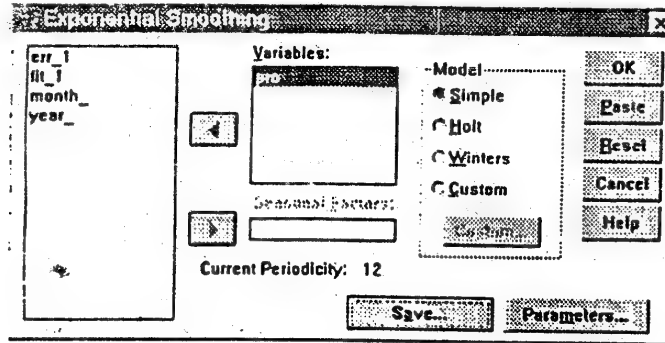 Exponential Smoothing
err_1
fit_1
month_
year_
Variables:
Seasonal Factors:
Current Periodicity: 12
Model
Simple
Holt
Winters
Custom
Custom...
OK
Paste
Reset
Cancel
Help
Save...
Parameters...